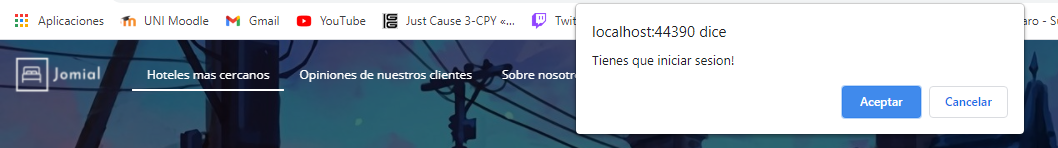 Aplicaciones UNI Moodle Gmail YouTube Just Cause 3-CPY «... Twit
localhost:44390 dice
Tienes que iniciar sesion!
Aceptar Cancelar
Jomial Hoteles mas cercanos Opiniones de nuestros clientes Sobre nosotro